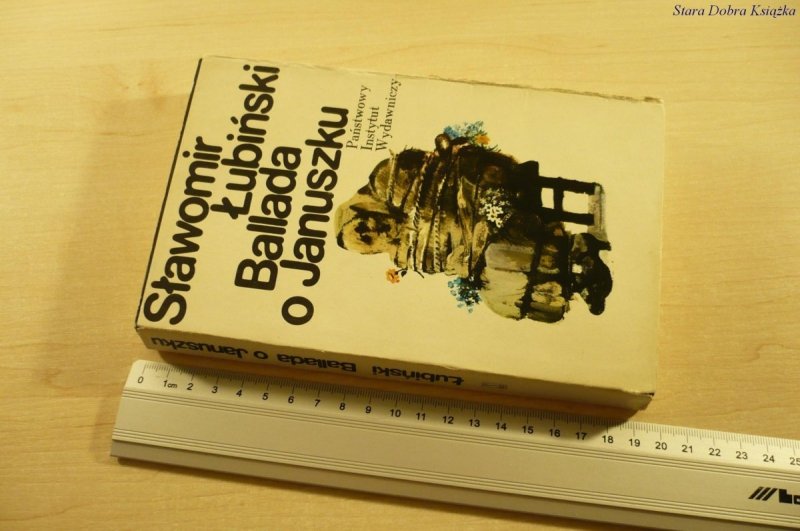 Stara Dobra Książka
Sławomir
Łubiński
Ballada
o Januszku
Państwowy
Instytut
Wydawniczy
Łubiński Ballada o Januszku
0 1cm 2 3 4 5 6 7 8 9 10 11 12 13 14 15 16 17 18 19 20 21 22 23 24 25